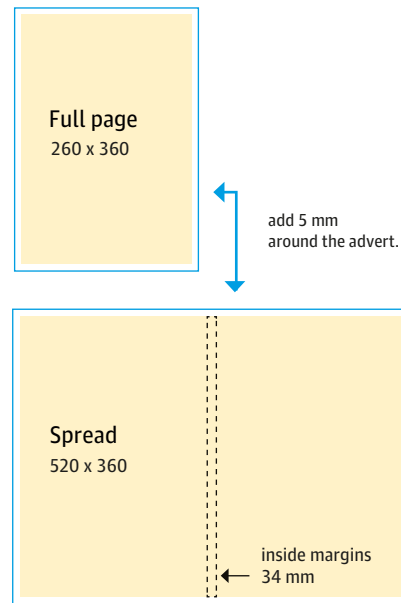 Full page
260 x 360
add 5 mm
around the advert.
Spread
520 x 360
inside margins
34 mm